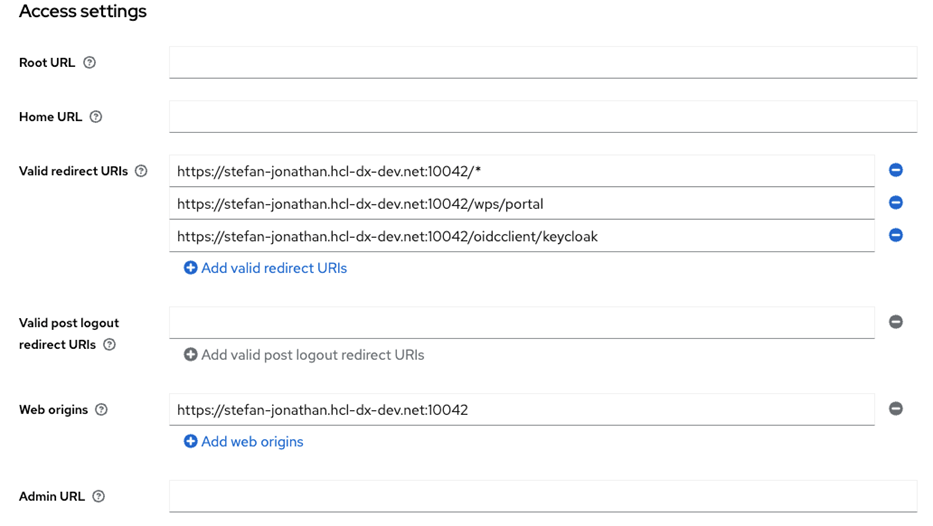 Access settings
Root URL
Home URL
Valid redirect URIs
https://stefan-jonathan.hcl-dx-dev.net:10042/*
https://stefan-jonathan.hcl-dx-dev.net:10042/wps/portal
https://stefan-jonathan.hcl-dx-dev.net:10042/oidcclient/keycloak
Add valid redirect URIs
Valid post logout
redirect URIs
Add valid post logout redirect URIs
Web origins
https://stefan-jonathan.hcl-dx-dev.net:10042
Add web origins
Admin URL